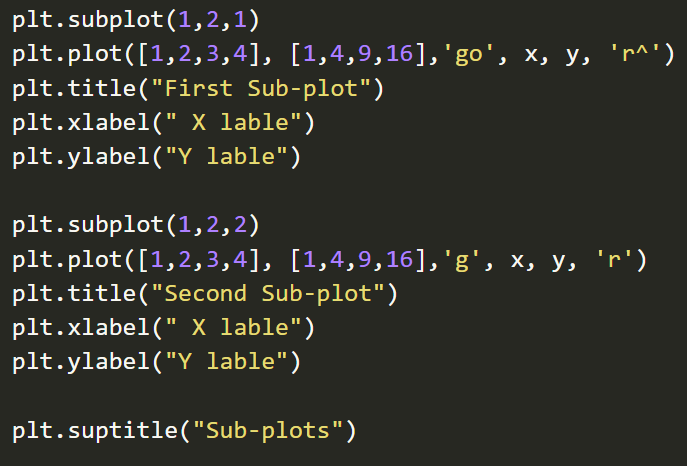 plt.subplot(1,2,1)
plt.plot([1,2,3,4], [1,4,9,16],'go', x, y, 'r^')
plt.title("First Sub-plot")
plt.xlabel(" X lable")
plt.ylabel("Y lable")
plt.subplot(1,2,2)
plt.plot([1,2,3,4], [1,4,9,16],'g', x, y, 'r')
plt.title("Second Sub-plot")
plt.xlabel(" X lable")
plt.ylabel("Y lable")
plt.suptitle("Sub-plots")